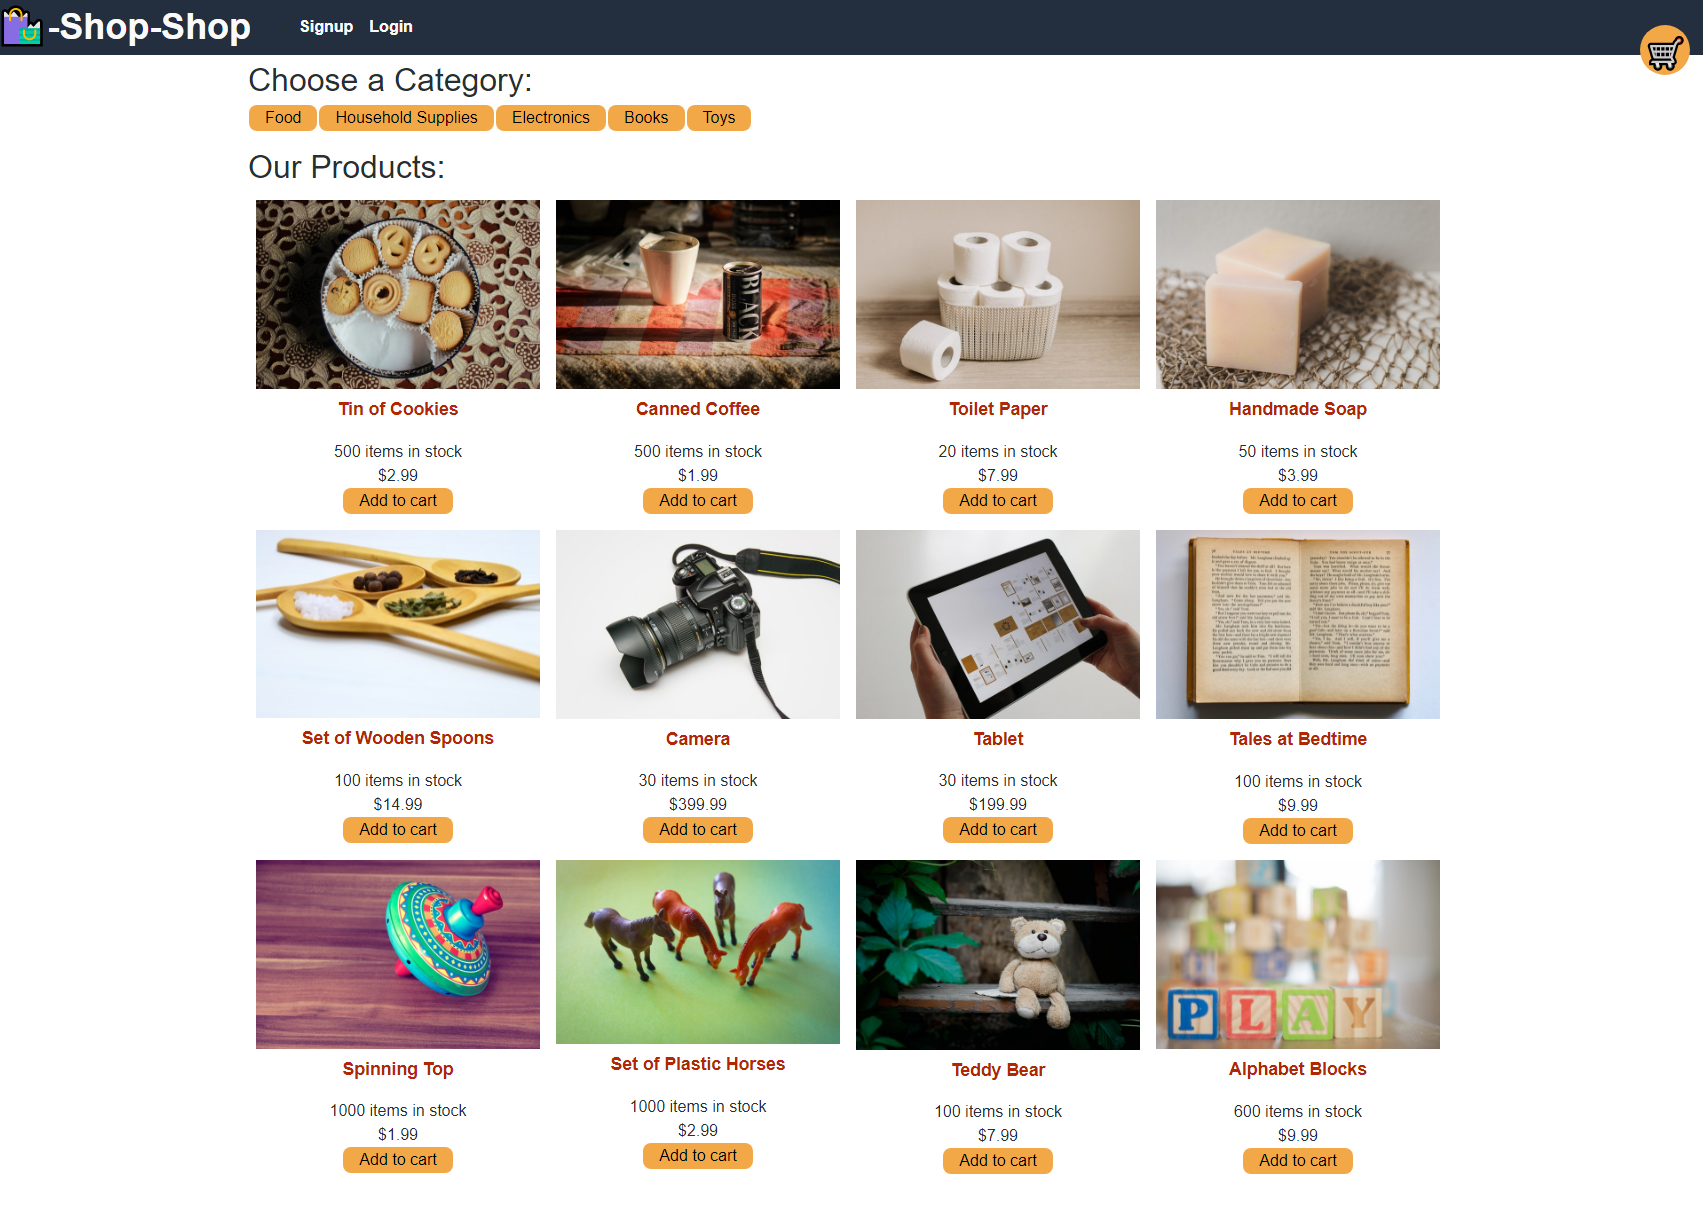 -Shop-Shop
Signup Login
Choose a Category:
Food Household Supplies Electronics Books Toys
Our Products:
BLACK
Tin of Cookies
500 items in stock
$2.99
Add to cart
Canned Coffee
500 items in stock
$1.99
Add to cart
Toilet Paper
20 items in stock
$7.99
Add to cart
Handmade Soap
50 items in stock
$3.99
Add to cart
Set of Wooden Spoons
100 items in stock
$14.99
Add to cart
Camera
30 items in stock
$399.99
Add to cart
Tablet
30 items in stock
$199.99
Add to cart
Tales at Bedtime
100 items in stock
$9.99
Add to cart
Spinning Top
1000 items in stock
$1.99
Add to cart
Set of Plastic Horses
1000 items in stock
$2.99
Add to cart
Teddy Bear
100 items in stock
$7.99
Add to cart
PLAY
Alphabet Blocks
600 items in stock
$9.99
Add to cart